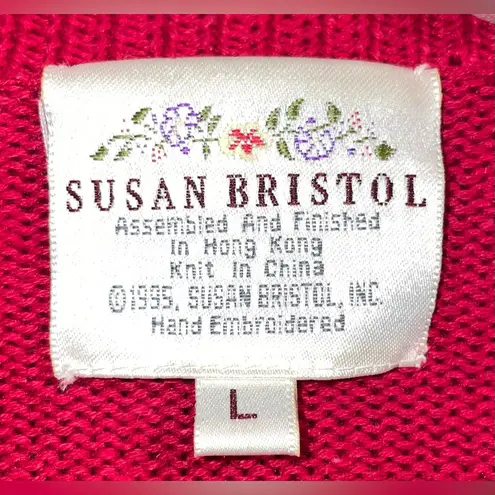 SUSAN BRISTOL
Assembled And Finished
In Hong Kong
Knit In China
©1995, SUSAN BRISTOL, INC.
Hand Embroidered
L